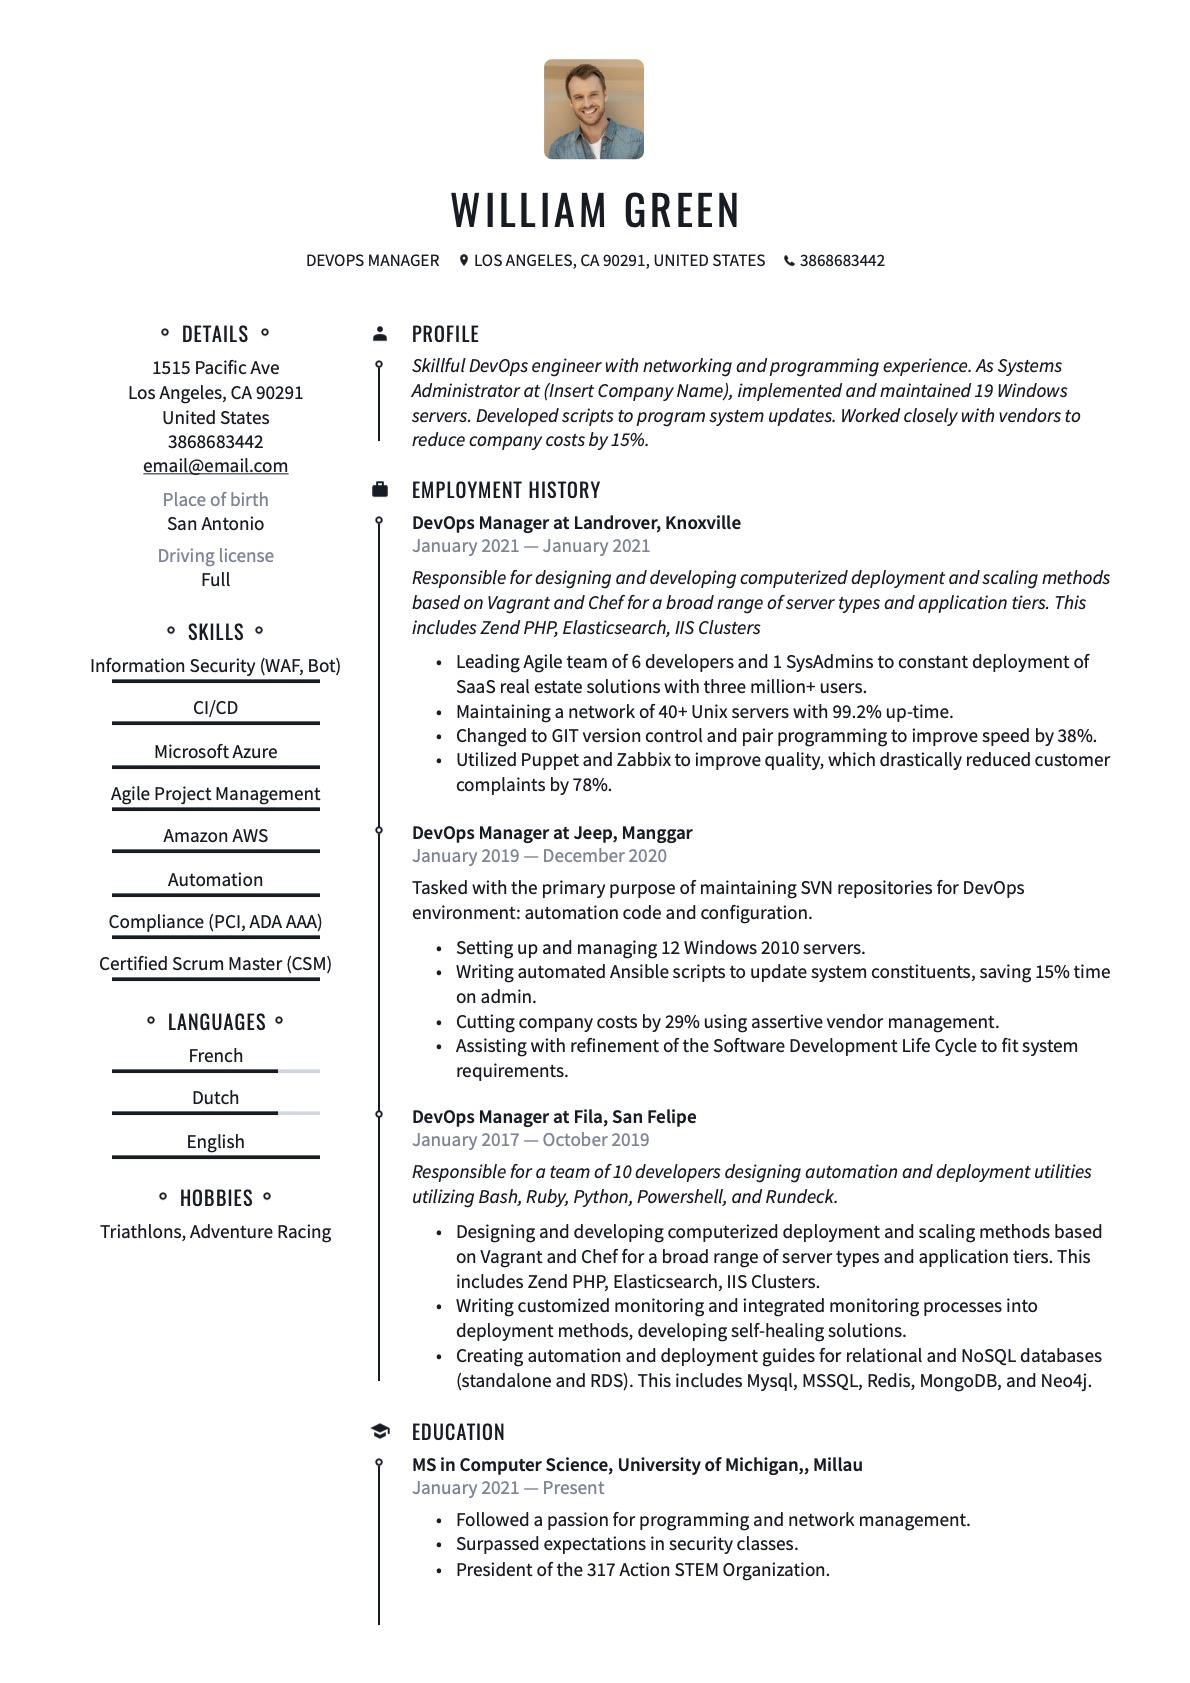 WILLIAM GREEN
DEVOPS MANAGER LOS ANGELES, CA 90291, UNITED STATES 3868683442
DETAILS
1515 Pacific Ave
Los Angeles, CA 90291
United States
3868683442
email@email.com
Place of birth
San Antonio
Driving license
Full
SKILLS
Information Security (WAF, Bot)
CI/CD
Microsoft Azure
Agile Project Management
Amazon AWS
Automation
Compliance (PCI, ADA AAA)
Certified Scrum Master (CSM)
LANGUAGES
French
Dutch
English
HOBBIES
Triathlons, Adventure Racing
PROFILE
Skillful DevOps engineer with networking and programming experience. As Systems
Administrator at (Insert Company Name), implemented and maintained 19 Windows
servers. Developed scripts to program system updates. Worked closely with vendors to
reduce company costs by 15%.
EMPLOYMENT HISTORY
DevOps Manager at Landrover, Knoxville
January 2021 — January 2021
Responsible for designing and developing computerized deployment and scaling methods
based on Vagrant and Chef for a broad range of server types and application tiers. This
includes Zend PHP, Elasticsearch, IIS Clusters
• Leading Agile team of 6 developers and 1 SysAdmins to constant deployment of
SaaS real estate solutions with three million+ users.
• Maintaining a network of 40+ Unix servers with 99.2% up-time.
• Changed to GIT version control and pair programming to improve speed by 38%.
• Utilized Puppet and Zabbix to improve quality, which drastically reduced customer
complaints by 78%.
DevOps Manager at Jeep, Manggar
January 2019 — December 2020
Tasked with the primary purpose of maintaining SVN repositories for DevOps
environment: automation code and configuration.
• Setting up and managing 12 Windows 2010 servers.
• Writing automated Ansible scripts to update system constituents, saving 15% time
on admin.
• Cutting company costs by 29% using assertive vendor management.
• Assisting with refinement of the Software Development Life Cycle to fit system
requirements.
DevOps Manager at Fila, San Felipe
January 2017 — October 2019
Responsible for a team of 10 developers designing automation and deployment utilities
utilizing Bash, Ruby, Python, Powershell, and Rundeck.
• Designing and developing computerized deployment and scaling methods based
on Vagrant and Chef for a broad range of server types and application tiers. This
includes Zend PHP, Elasticsearch, IIS Clusters.
• Writing customized monitoring and integrated monitoring processes into
deployment methods, developing self-healing solutions.
• Creating automation and deployment guides for relational and NoSQL databases
(standalone and RDS). This includes Mysql, MSSQL, Redis, MongoDB, and Neo4j.
EDUCATION
MS in Computer Science, University of Michigan,, Millau
January 2021 — Present
• Followed a passion for programming and network management.
• Surpassed expectations in security classes.
• President of the 317 Action STEM Organization.